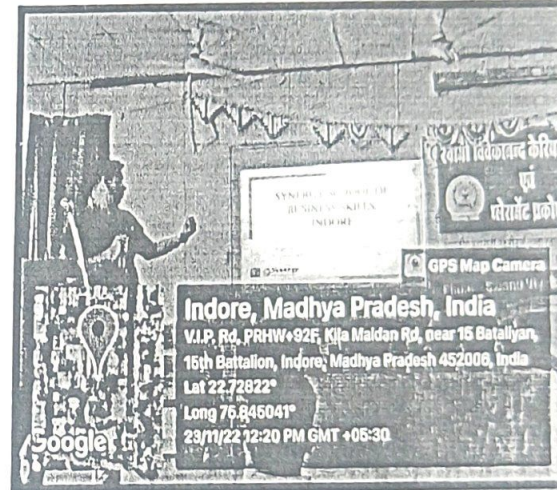 SYNERGY SCHOOL OF
BUSINESS SKILLS
INDORE
Synergy
स्वामी विवेकानन्द केरिय
एवं
प्लेसमेंट प्रको
GPS Map Camera
Indore, Madhya Pradesh, India
V.I.P. Rd, PRHW+92F, Kila Maidan Rd, near 15 Bataliyan,
15th Battalion, Indore, Madhya Pradesh 452006, India
Lat 22.72822°
Long 75.845041°
23/11/22 12:20 PM GMT +05:30
Google